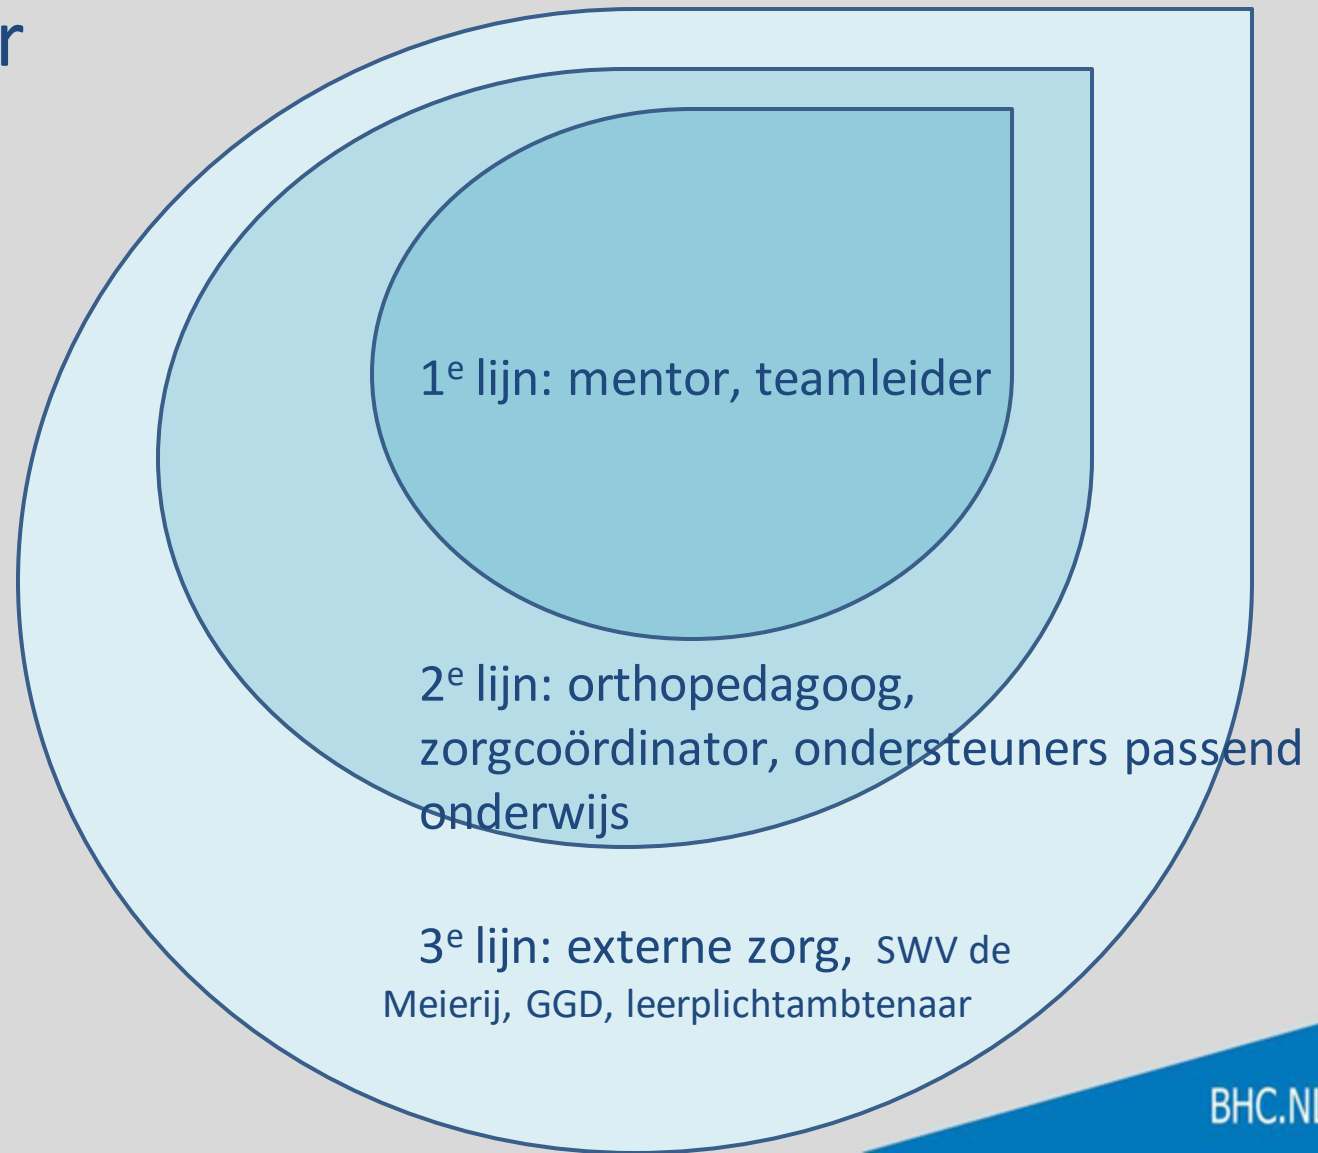 r
1e lijn: mentor, teamleider
2e lijn: orthopedagoog,
zorgcoördinator, ondersteuners passend
onderwijs
3e lijn: externe zorg, SWV de
Meierij, GGD, leerplichtambtenaar
BHC.NL